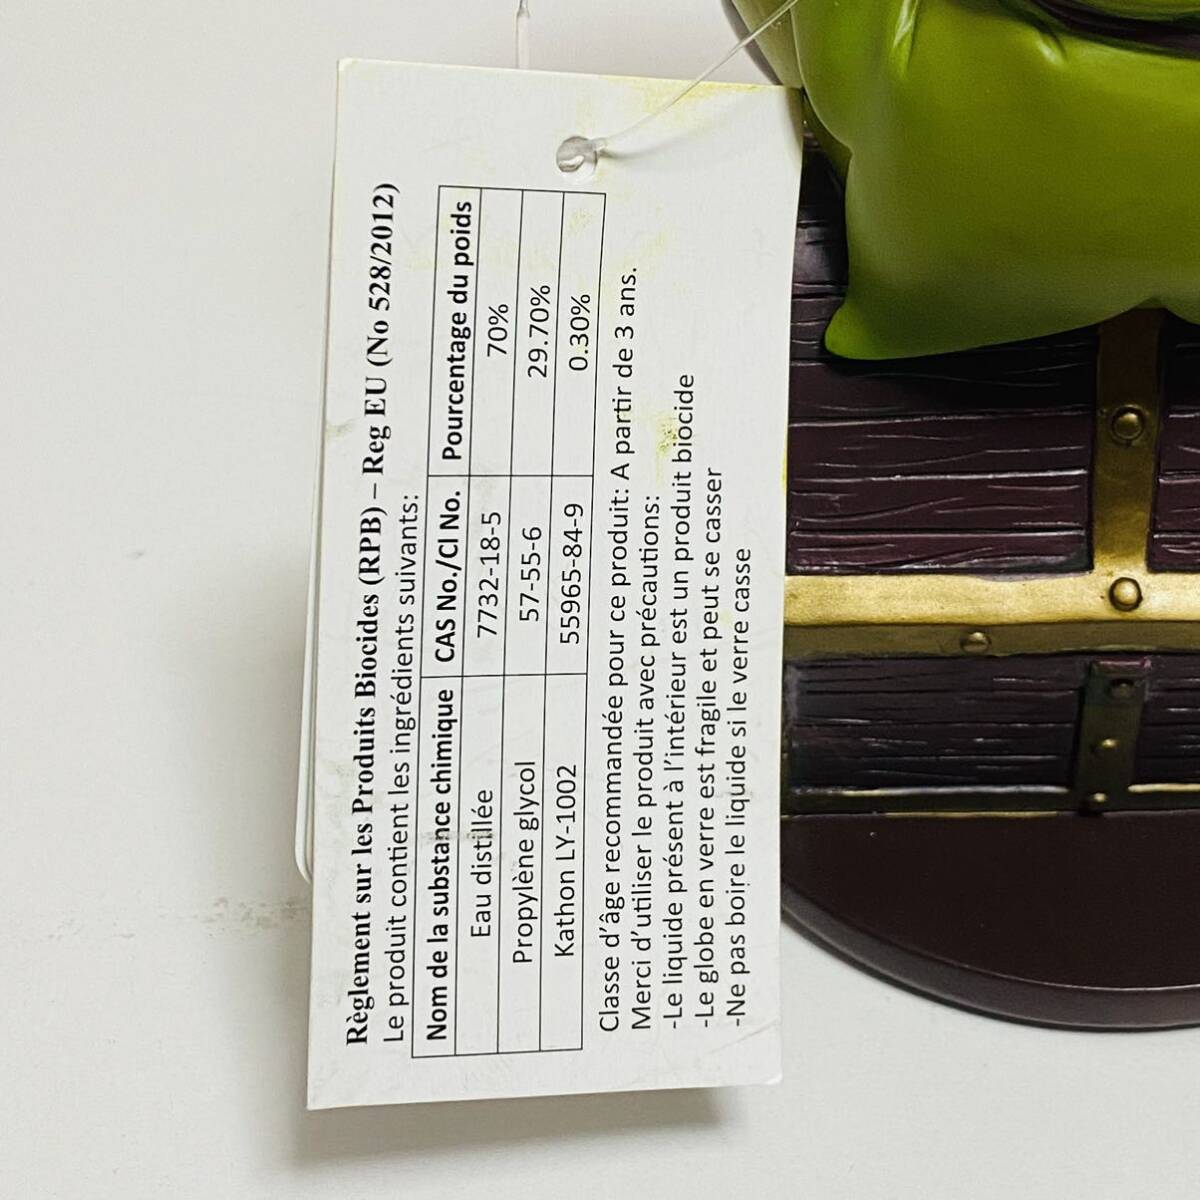 Règlement sur les Produits Biocides (RPB) – Reg EU (No 528/2012)
Le produit contient les ingrédients suivants:
Nom de la substance chimique CAS No./CI No. Pourcentage du poids
Eau distillée 7732-18-5 70%
Propylène glycol 57-55-6 29.70%
Kathon LY-1002 55965-84-9 0.30%
Classe d'âge recommandée pour ce produit: A partir de 3 ans.
Merci d'utiliser le produit avec précautions:
-Le liquide présent à l'intérieur est un produit biocide
-Le globe en verre est fragile et peut se casser
-Ne pas boire le liquide si le verre casse